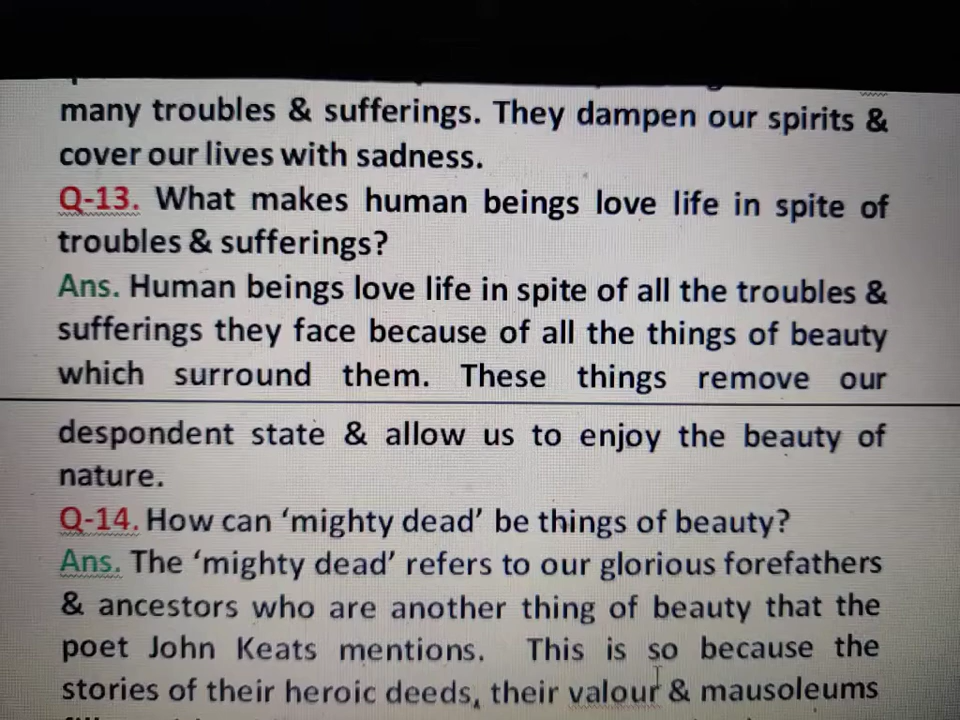 many troubles & sufferings. They dampen our spirits &
cover our lives with sadness.
Q-13. What makes human beings love life in spite of
troubles & sufferings?
Ans. Human beings love life in spite of all the troubles &
sufferings they face because of all the things of beauty
which surround them. These things remove our
despondent state & allow us to enjoy the beauty of
nature.
Q-14. How can ‘mighty dead’ be things of beauty?
Ans. The ‘mighty dead’ refers to our glorious forefathers
& ancestors who are another thing of beauty that the
poet John Keats mentions. This is so because the
stories of their heroic deeds, their valour & mausoleums